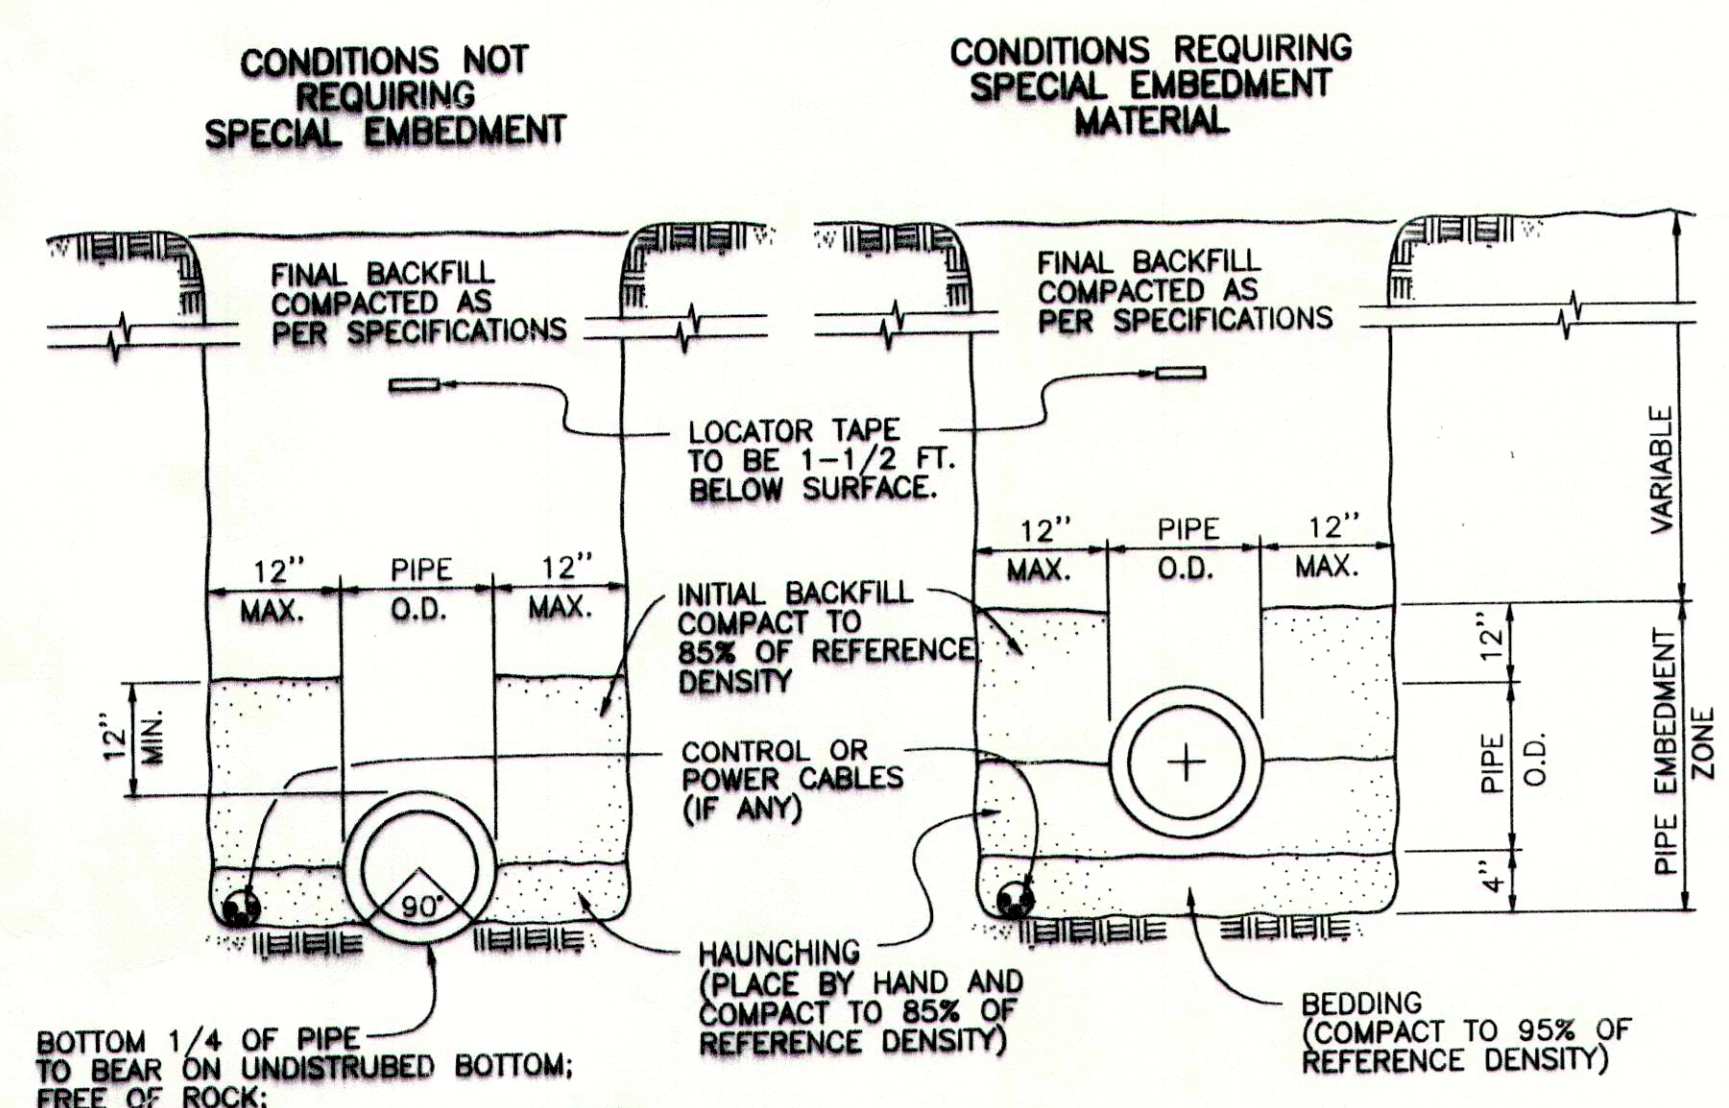 CONDITIONS NOT
REQUIRING
SPECIAL EMBEDMENT
CONDITIONS REQUIRING
SPECIAL EMBEDMENT
MATERIAL
FINAL BACKFILL
COMPACTED AS
PER SPECIFICATIONS
FINAL BACKFILL
COMPACTED AS
PER SPECIFICATIONS
LOCATOR TAPE
TO BE 1-1/2 FT.
BELOW SURFACE.
VARIABLE
12"
MAX.
PIPE
O.D.
12"
MAX.
12"
MAX.
PIPE
O.D.
12"
MAX.
INITIAL BACKFILL
COMPACT TO
85% OF REFERENCE
DENSITY
12"
MIN.
12"
PIPE
O.D.
4"
PIPE EMBEDMENT
ZONE
CONTROL OR
POWER CABLES
(IF ANY)
90°
HAUNCHING
(PLACE BY HAND AND
COMPACT TO 85% OF
REFERENCE DENSITY)
BEDDING
(COMPACT TO 95% OF
REFERENCE DENSITY)
BOTTOM 1/4 OF PIPE
TO BEAR ON UNDISTRUBED BOTTOM;
FREE OF ROCK;